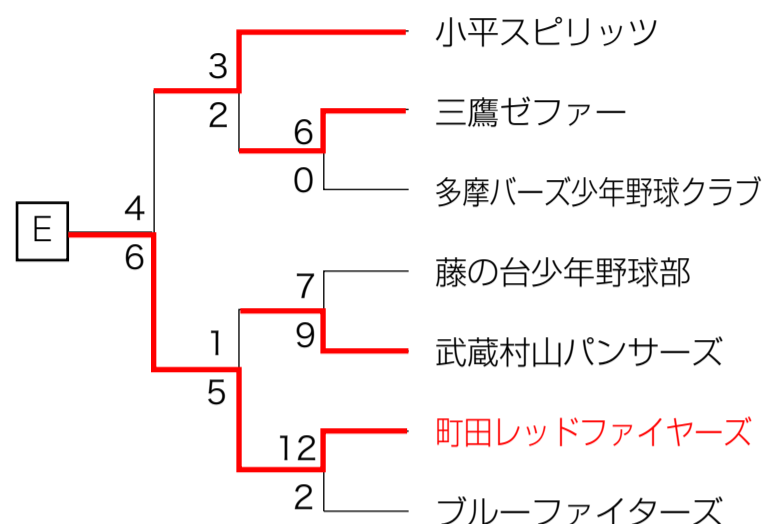 小平スピリッツ
3
2
三鷹ゼファー
6
0
多摩バーズ少年野球クラブ
E
4
6
藤の台少年野球部
7
9
武蔵村山パンサーズ
1
5
町田レッドファイヤーズ
12
2
ブルーファイターズ